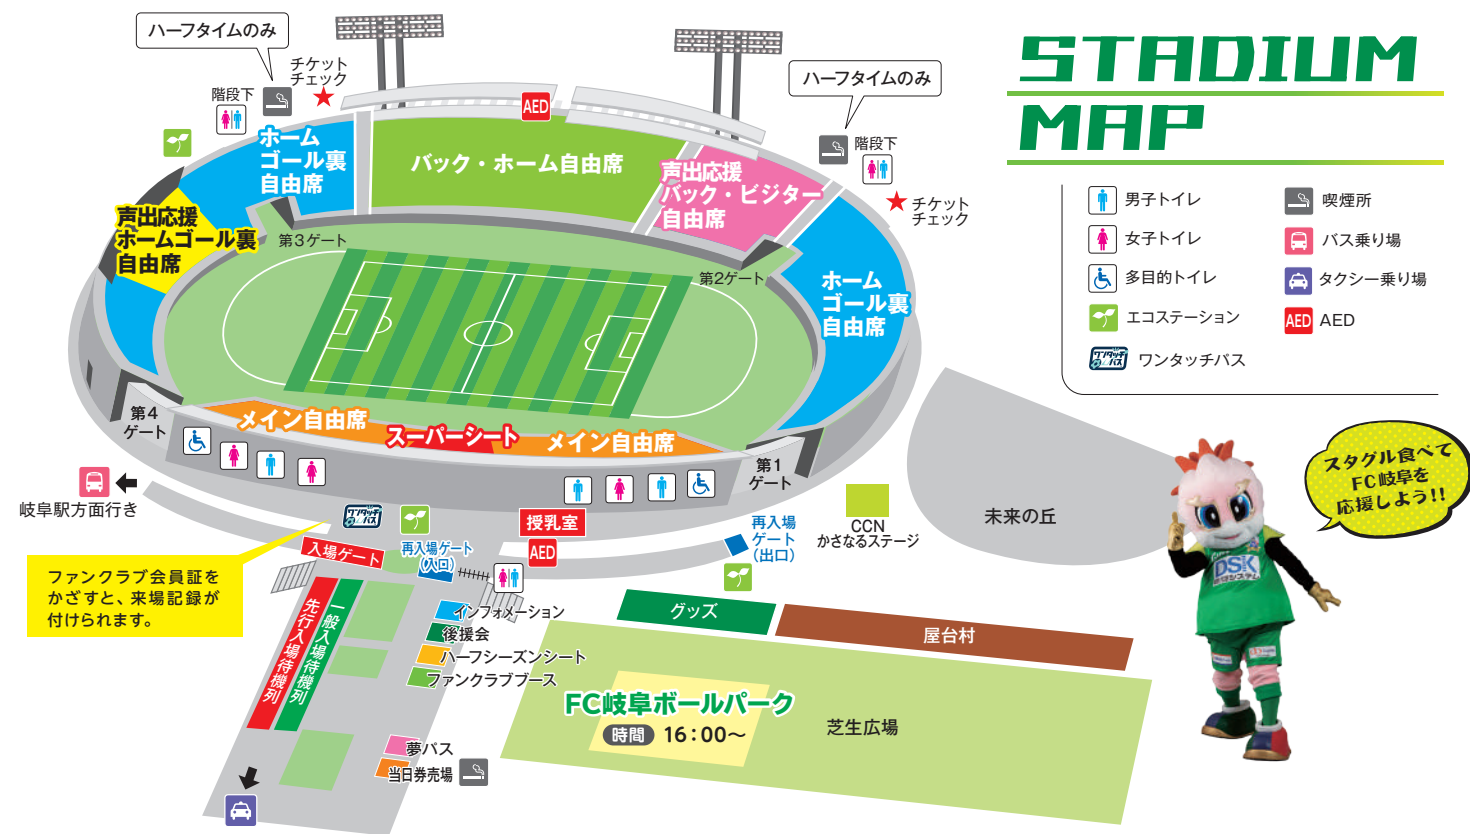 STADIUM
MAP
ハーフタイムのみ
チケット
チェック
階段下
AED
ハーフタイムのみ
階段下
チケット
チェック
ホーム
ゴール裏
自由席
バック・ホーム自由席
声出応援
バック・ビジター
自由席
声出応援
ホームゴール裏
自由席
第3ゲート
第2ゲート
ホーム
ゴール裏
自由席
メイン自由席
スーパーシート
メイン自由席
第4
ゲート
第1
ゲート
男子トイレ
女子トイレ
多目的トイレ
エコステーション
ワンタッチパス
ワンタッチパス
喫煙所
バス乗り場
タクシー乗り場
AED
AED
岐阜駅方面行き
ワンタッチパス
授乳室
AED
入場ゲート
再入場ゲート
(入口)
再入場
ゲート
(出口)
CCN
かさなるステージ
未来の丘
スタグル食べて
FC岐阜を
応援しよう!!
ファンクラブ会員証を
かざすと、来場記録が
付けられます。
先行入場待機列
一般入場待機列
インフォメーション
後援会
ハーフシーズンシート
ファンクラブブース
夢パス
当日券売場
グッズ
屋台村
FC岐阜ボールパーク
時間 16:00〜
芝生広場
DSK